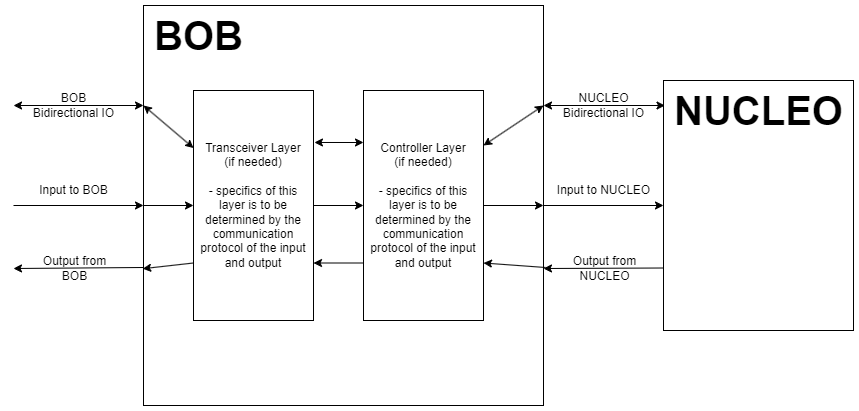 BOB
NUCLEO
BOB
Bidirectional IO
Input to BOB
Output from
BOB
Transceiver Layer
(if needed)
- specifics of this
layer is to be
determined by the
communication
protocol of the input
and output
Controller Layer
(if needed)
- specifics of this
layer is to be
determined by the
communication
protocol of the input
and output
NUCLEO
Bidirectional IO
Input to NUCLEO
Output from
NUCLEO